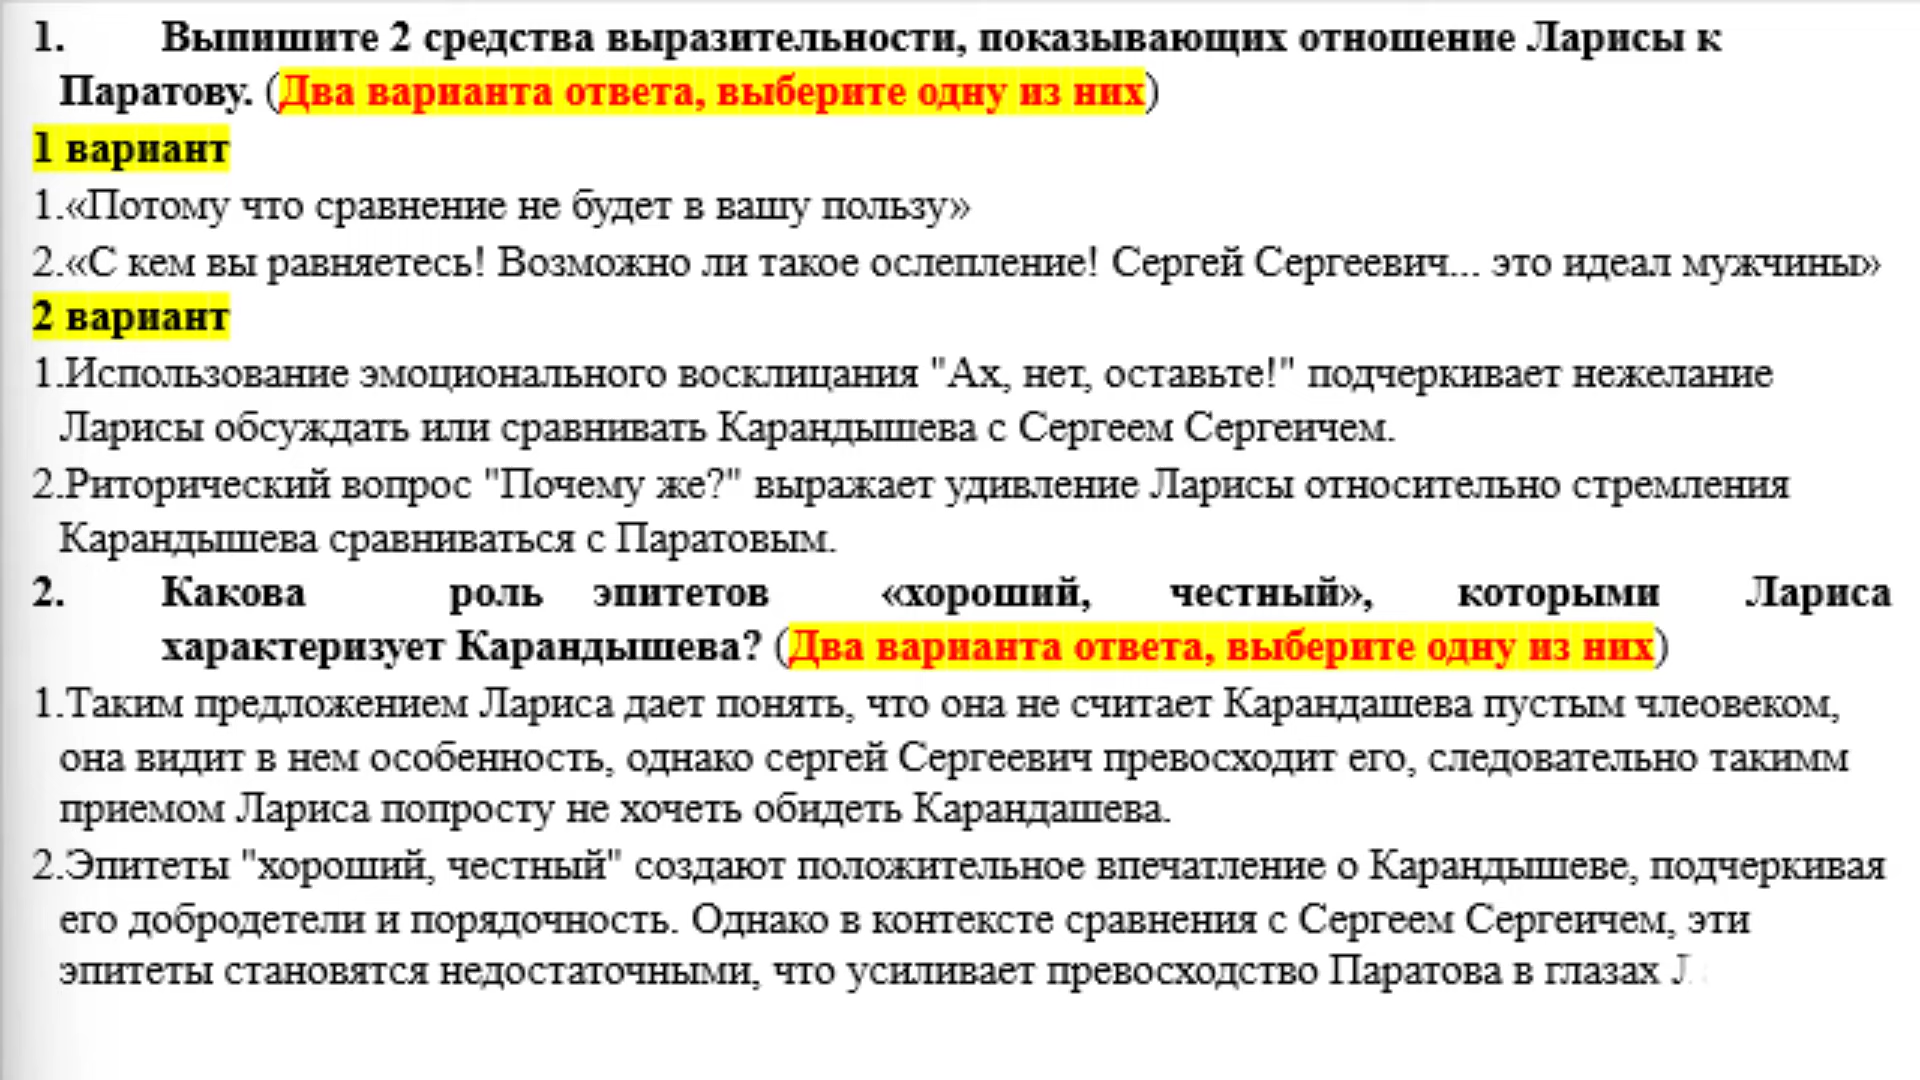 1. Выпишите 2 средства выразительности, показывающих отношение Ларисы к
Паратову. (Два варианта ответа, выберите одну из них)
1 вариант
1.«Потому что сравнение не будет в вашу пользу»
2.«С кем вы равняетесь! Возможно ли такое ослепление! Сергей Сергеевич... это идеал мужчины»
2 вариант
1.Использование эмоционального восклицания "Ах, нет, оставьте!" подчеркивает нежелание
Ларисы обсуждать или сравнивать Карандышева с Сергеем Сергеичем.
2.Риторический вопрос "Почему же?" выражает удивление Ларисы относительно стремления
Карандышева сравниваться с Паратовым.
2. Какова роль эпитетов «хороший, честный», которыми Лариса
характеризует Карандышева? (Два варианта ответа, выберите одну из них)
1.Таким предложением Лариса дает понять, что она не считает Карандашева пустым члеовеком,
она видит в нем особенность, однако сергей Сергеевич превосходит его, следовательно такимм
приемом Лариса попросту не хочеть обидеть Карандашева.
2.Эпитеты "хороший, честный" создают положительное впечатление о Карандышеве, подчеркивая
его добродетели и порядочность. Однако в контексте сравнения с Сергеем Сергеичем, эти
эпитеты становятся недостаточными, что усиливает превосходство Паратова в глазах